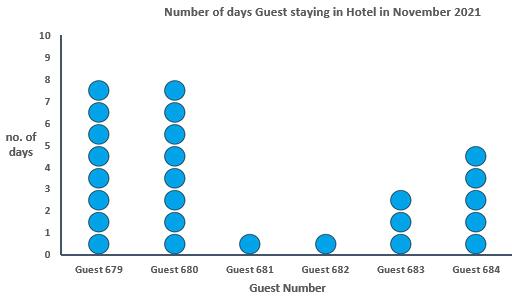 Number of days Guest staying in Hotel in November 2021
10
9
8
7
6
5
4
3
2
1
0
no. of
days
Guest 679 Guest 680 Guest 681 Guest 682 Guest 683 Guest 684
Guest Number